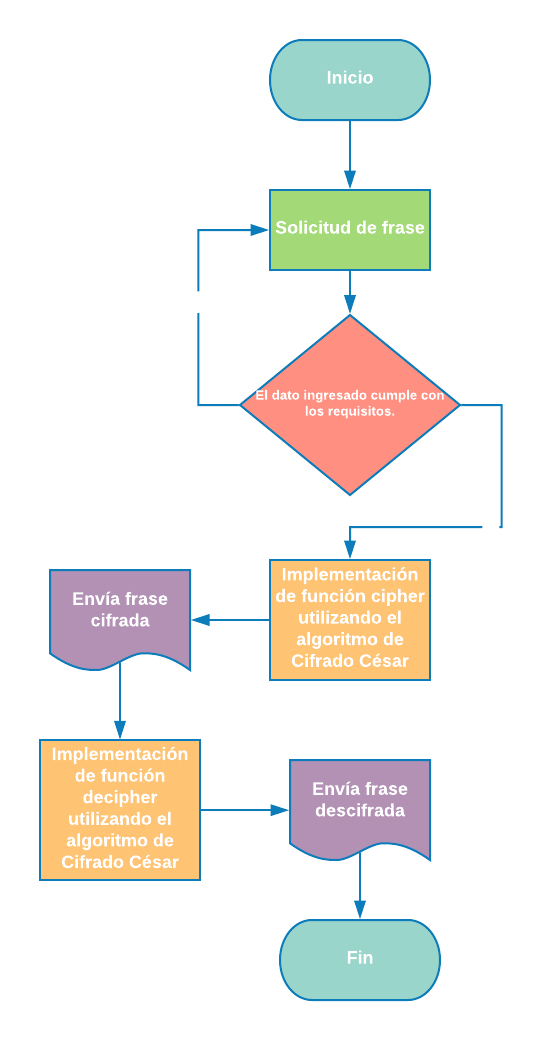 Inicio
Solicitud de frase
El dato ingresado cumple con
los requisitos.
Implementación
de función cipher
utilizando el
algoritmo de
Cifrado César
Envía frase
cifrada
Implementación
de función
decipher
utilizando el
algoritmo de
Cifrado César
Envía frase
descifrada
Fin